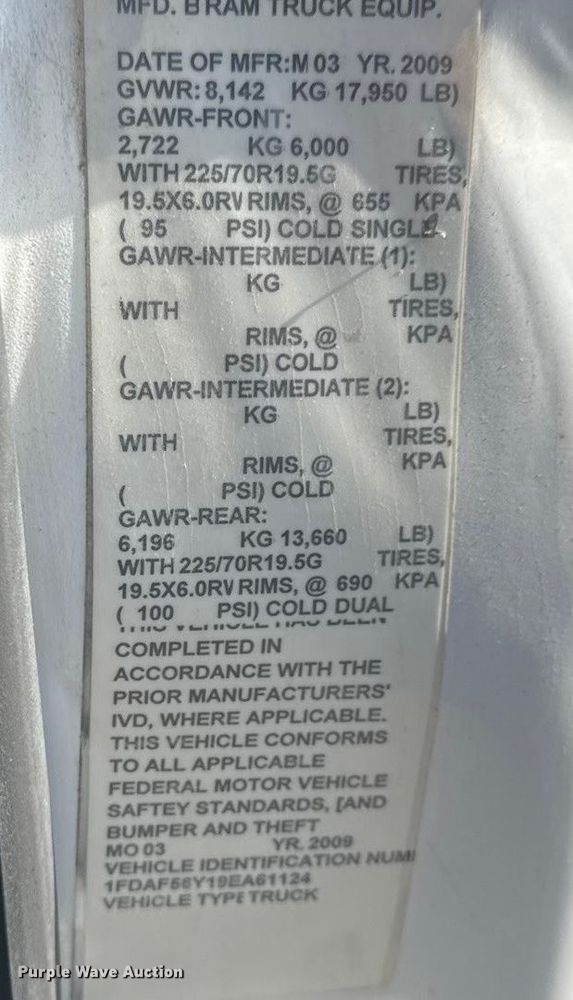 MFD. B RAM TRUCK EQUIP.
DATE OF MFR:M 03 YR. 2009
GVWR: 8,142 KG 17,950 LB)
GAWR-FRONT:
2,722 KG 6,000 LB)
WITH 225/70R19.5G TIRES,
19.5X6.0RV RIMS, @ 655 KPA
( 95 PSI) COLD SINGLE
GAWR-INTERMEDIATE (1):
KG LB)
WITH TIRES,
RIMS, @ KPA
( PSI) COLD
GAWR-INTERMEDIATE (2):
KG LB)
WITH TIRES,
RIMS, @ KPA
( PSI) COLD
GAWR-REAR:
6,196 KG 13,660 LB)
WITH 225/70R19.5G TIRES,
19.5X6.0RV RIMS, @ 690 KPA
( 100 PSI) COLD DUAL
THIS VEHICLE HAS BEEN
COMPLETED IN
ACCORDANCE WITH THE
PRIOR MANUFACTURERS'
IVD, WHERE APPLICABLE.
THIS VEHICLE CONFORMS
TO ALL APPLICABLE
FEDERAL MOTOR VEHICLE
SAFTEY STANDARDS, [AND
BUMPER AND THEFT
MO 03 YR. 2009
VEHICLE IDENTIFICATION NUM
1FDAF56Y19EA61124
VEHICLE TYPE TRUCK
Purple Wave Auction